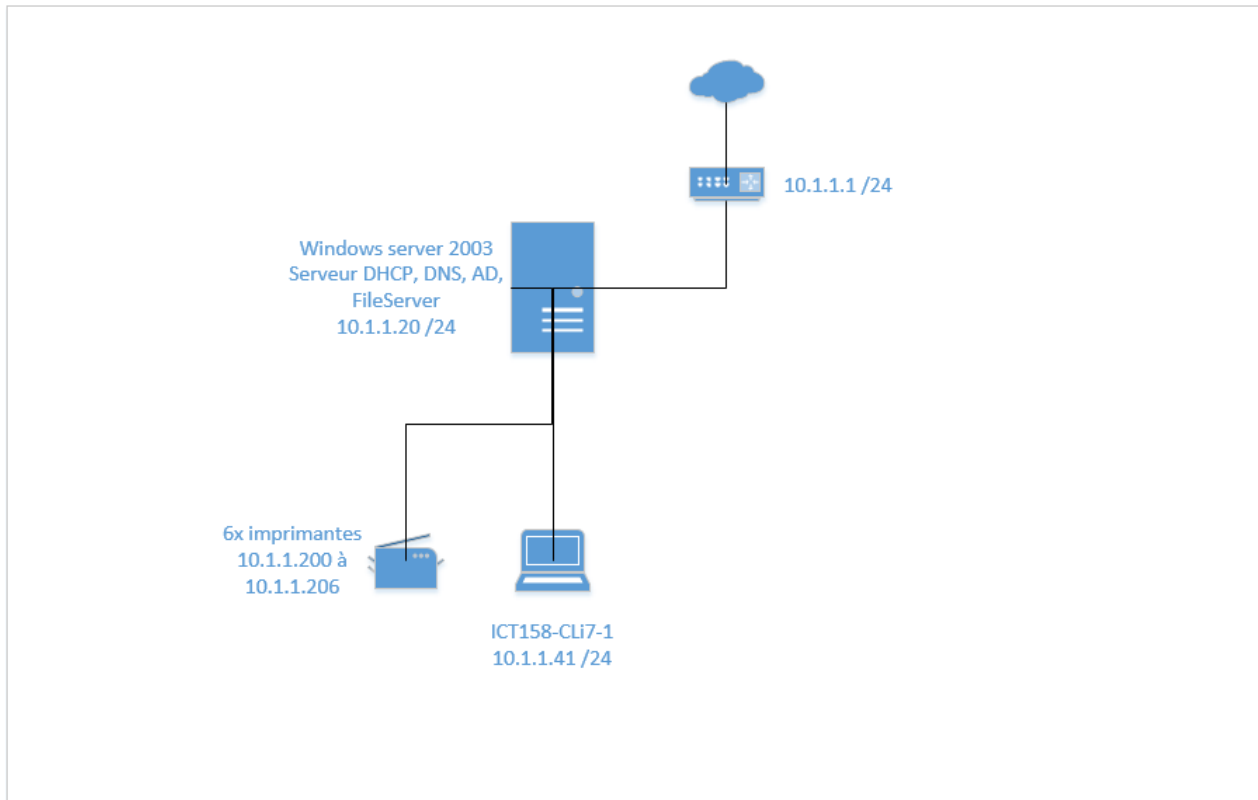 10.1.1.1 /24
Windows server 2003
Serveur DHCP, DNS, AD,
FileServer
10.1.1.20 /24
6x imprimantes
10.1.1.200 à
10.1.1.206
ICT158-CLi7-1
10.1.1.41 /24